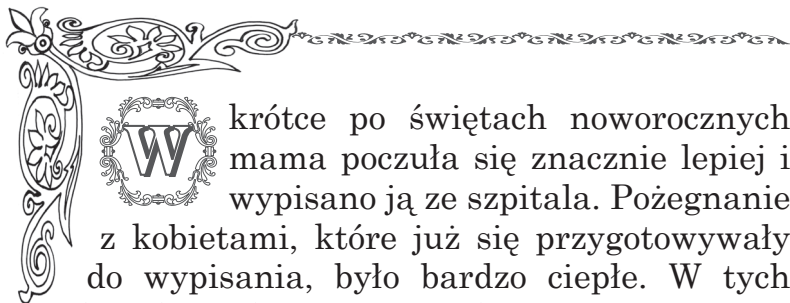 Wkrótce po świętach noworocznych
mama poczuła się znacznie lepiej i
wypisano ją ze szpitala. Pożegnanie
z kobietami, które już się przygotowywały
do wypisania, było bardzo ciepłe. W tych